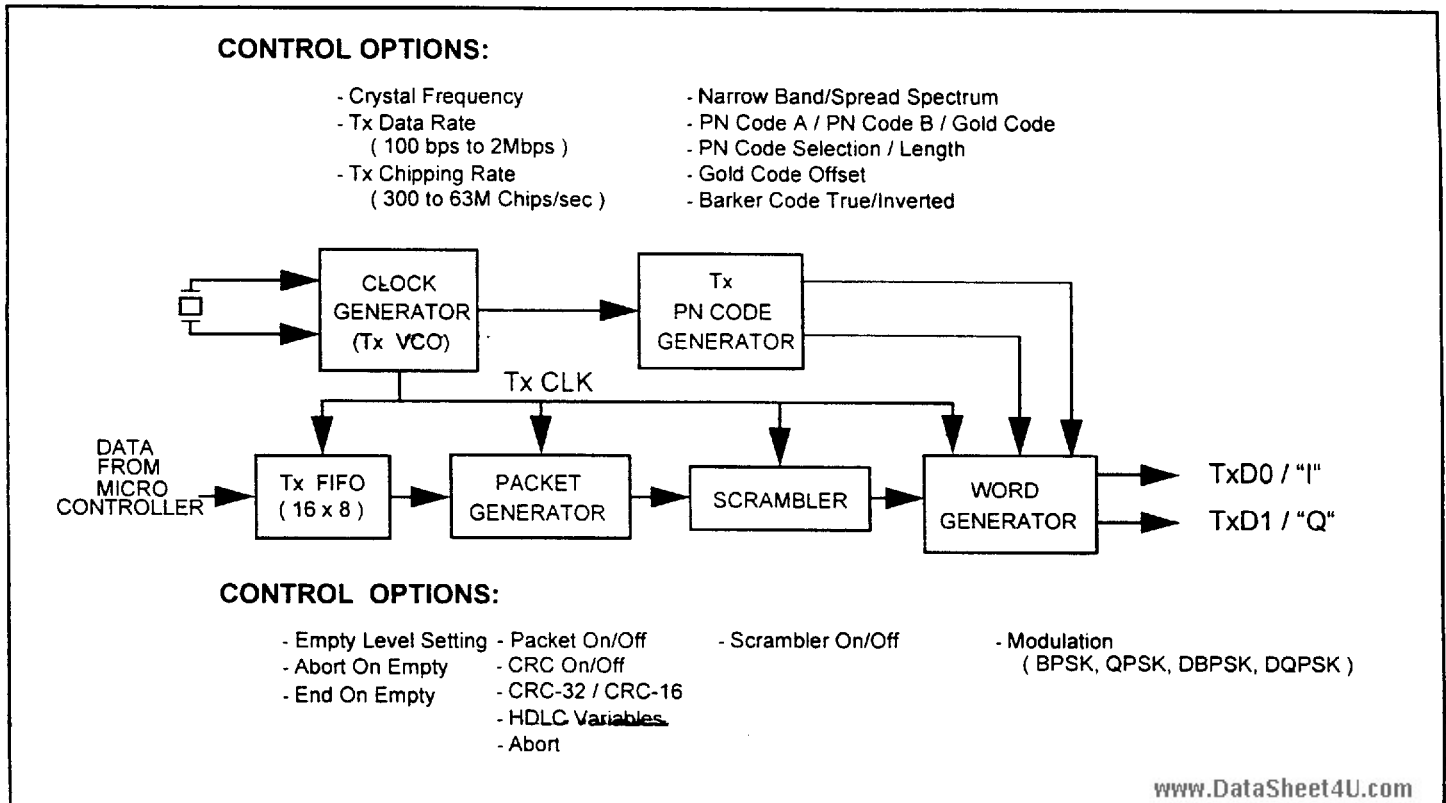 CONTROL OPTIONS:
- Crystal Frequency
- Tx Data Rate
( 100 bps to 2Mbps )
- Tx Chipping Rate
( 300 to 63M Chips/sec )
- Narrow Band/Spread Spectrum
- PN Code A / PN Code B / Gold Code
- PN Code Selection / Length
- Gold Code Offset
- Barker Code True/Inverted
CLOCK
GENERATOR
(Tx VCO)
Tx
PN CODE
GENERATOR
Tx CLK
DATA
FROM
MICRO
CONTROLLER
Tx FIFO
( 16 x 8 )
PACKET
GENERATOR
SCRAMBLER
WORD
GENERATOR
TxD0 / "I"
TxD1 / "Q"
CONTROL OPTIONS:
- Empty Level Setting
- Abort On Empty
- End On Empty
- Packet On/Off
- CRC On/Off
- CRC-32 / CRC-16
- HDLC Variables
- Abort
- Scrambler On/Off
- Modulation
( BPSK, QPSK, DBPSK, DQPSK )
www.DataSheet4U.com